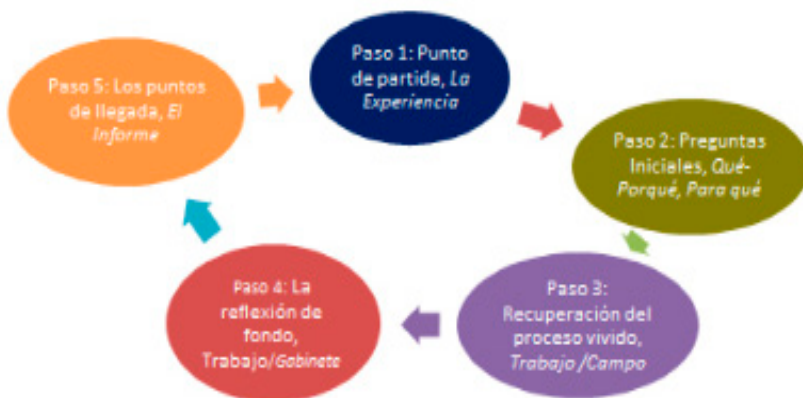 Paso 1: Punto
de partida, La
Experiencia
Paso 2: Preguntas
Iniciales, Qué-
Porqué, Para qué
Paso 3:
Recuperación del
proceso vivido,
Trabajo /Campo
Paso 4: La
reflexión de
fondo,
Trabajo/Gabinete
Paso 5: Los puntos
de llegada, El
Informe